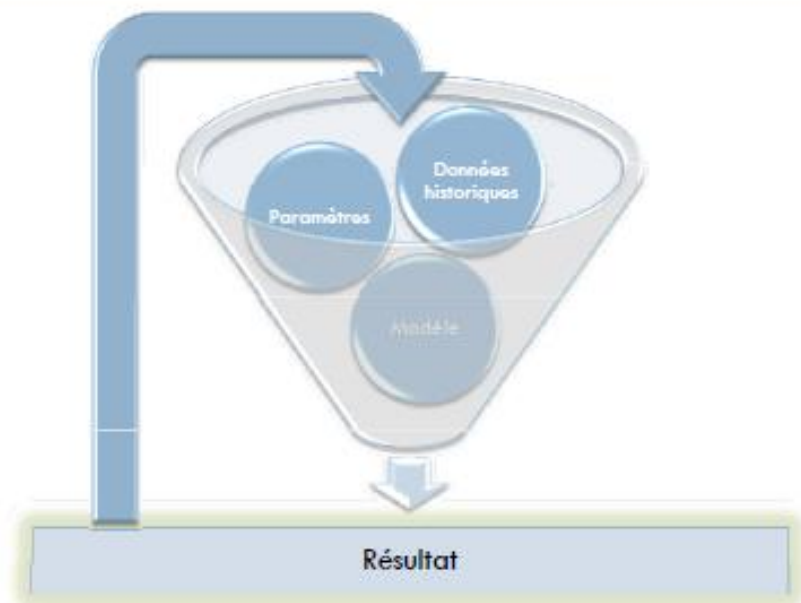 Données
historiques
Paramètres
Modèle
Résultat